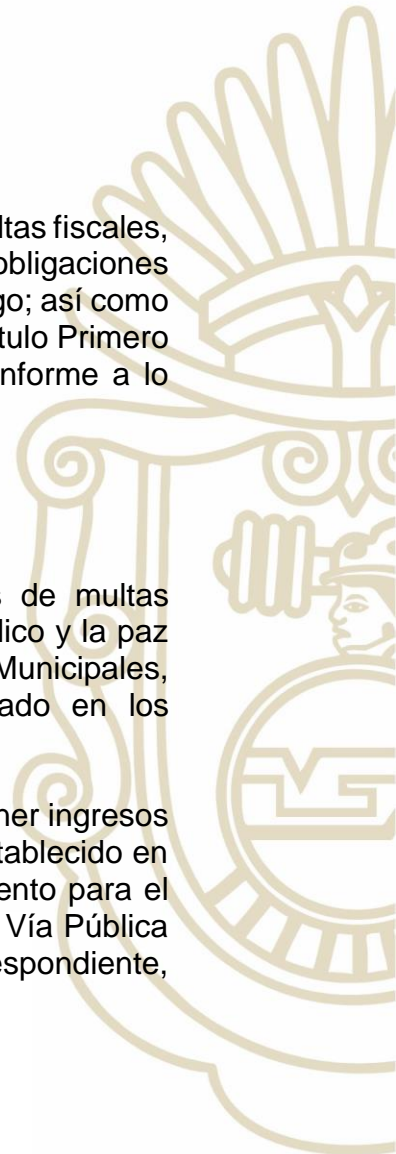 ltas fiscales,
obligaciones
go; así como
tulo Primero
nforme a lo
de multas
lico y la paz
Municipales,
ado en los
ner ingresos
tablecido en
ento para el
Vía Pública
espondiente,